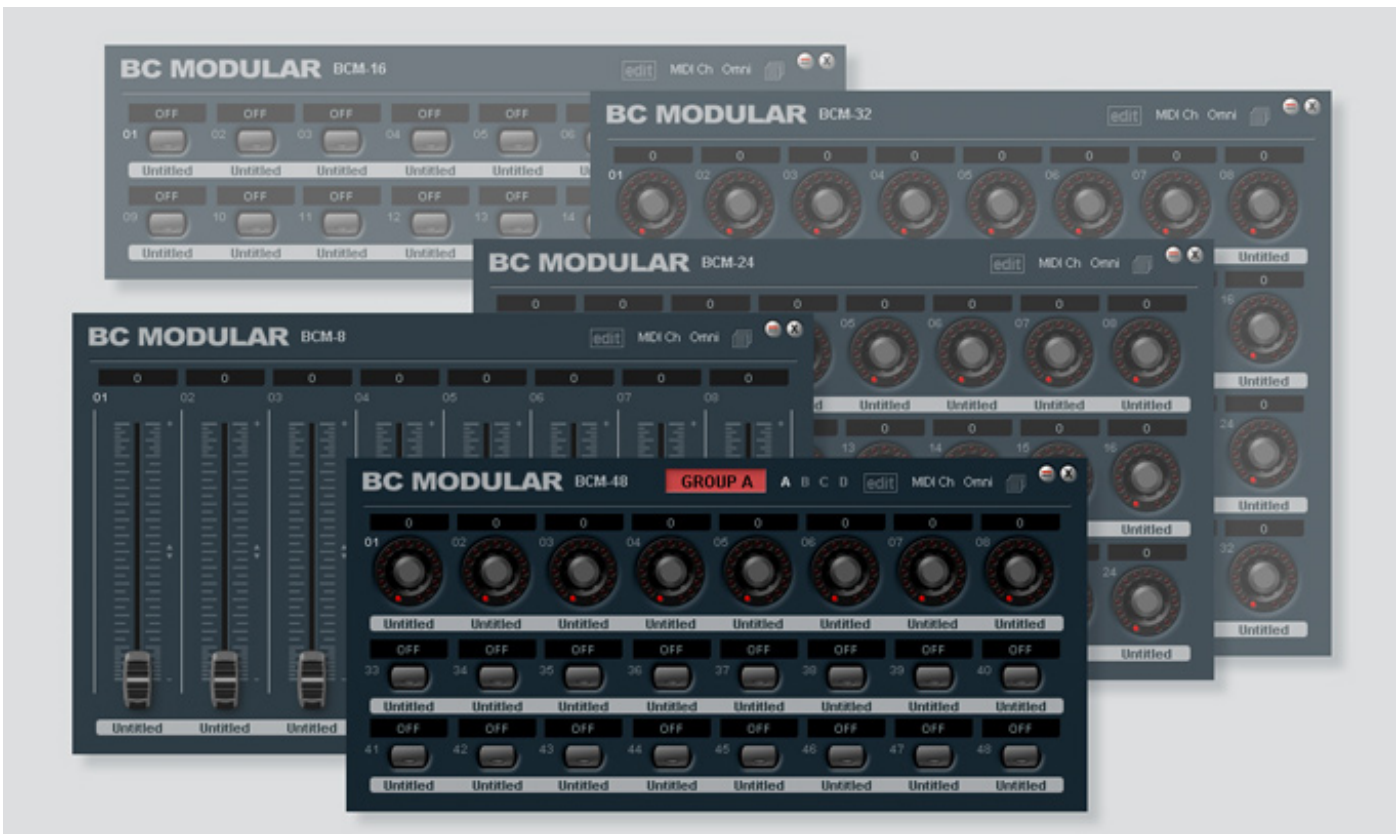 BC MODULAR BCM-16 edit MIDI Ch Omni
OFF OFF OFF OFF OFF
01 02 03 04 05 06
Untitled Untitled Untitled Untitled Untitled
OFF OFF OFF OFF OFF
09 10 11 12 13 14
Untitled Untitled Untitled Untitled Untitled
BC MODULAR BCM-32 edit MIDI Ch Omni
0 0 0 0 0 0 0 0
01 02 03 04 05 06 07 08
Untitled
0
16
Untitled
0
24
Untitled
0
32
Untitled
BC MODULAR BCM-24 edit MIDI Ch Omni
0 0 0 0 0 0 0 0
05 06 07 08
Untitled Untitled Untitled Untitled
0 0 0 0
13 14 15 16
Untitled
0
24
Untitled
BC MODULAR BCM-8 edit MIDI Ch Omni
0 0 0 0 0 0 0 0
01 02 03 04 05 06 07 08
Untitled Untitled Untitled
BC MODULAR BCM-48 GROUP A A B C D edit MIDI Ch Omni
0 0 0 0 0 0 0 0
01 02 03 04 05 06 07 08
Untitled Untitled Untitled Untitled Untitled Untitled Untitled Untitled
OFF OFF OFF OFF OFF OFF OFF OFF
33 34 35 36 37 38 39 40
Untitled Untitled Untitled Untitled Untitled Untitled Untitled Untitled
OFF OFF OFF OFF OFF OFF OFF OFF
41 42 43 44 45 46 47 48
Untitled Untitled Untitled Untitled Untitled Untitled Untitled Untitled